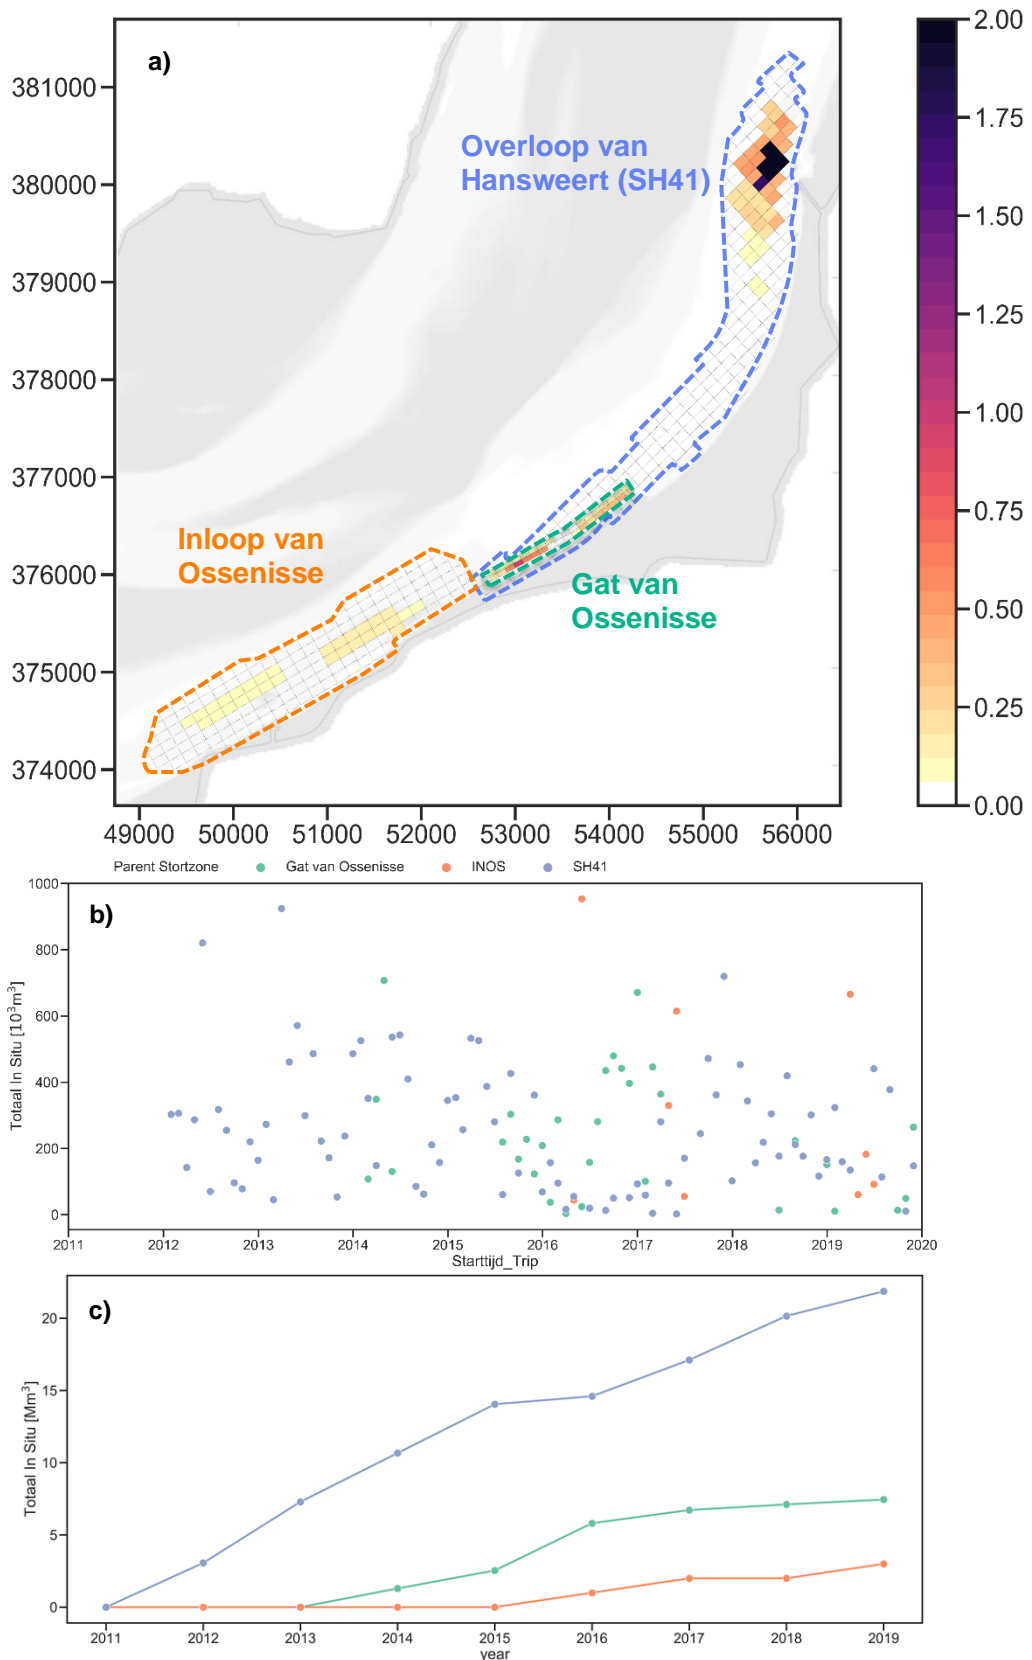 a)
381000
380000
379000
378000
377000
376000
375000
374000
49000 50000 51000 52000 53000 54000 55000 56000
Overloop van
Hansweert (SH41)
Inloop van
Ossenisse
Gat van
Ossenisse
2.00
1.75
1.50
1.25
1.00
0.75
0.50
0.25
0.00
Parent Stortzone Gat van Ossenisse INOS SH41
b)
1000
800
600
400
200
0
Totaal In Situ [10³m³]
2011 2012 2013 2014 2015 2016 2017 2018 2019 2020
Starttijd_Trip
c)
20
15
10
5
0
Totaal In Situ [Mm³]
2011 2012 2013 2014 2015 2016 2017 2018 2019
year